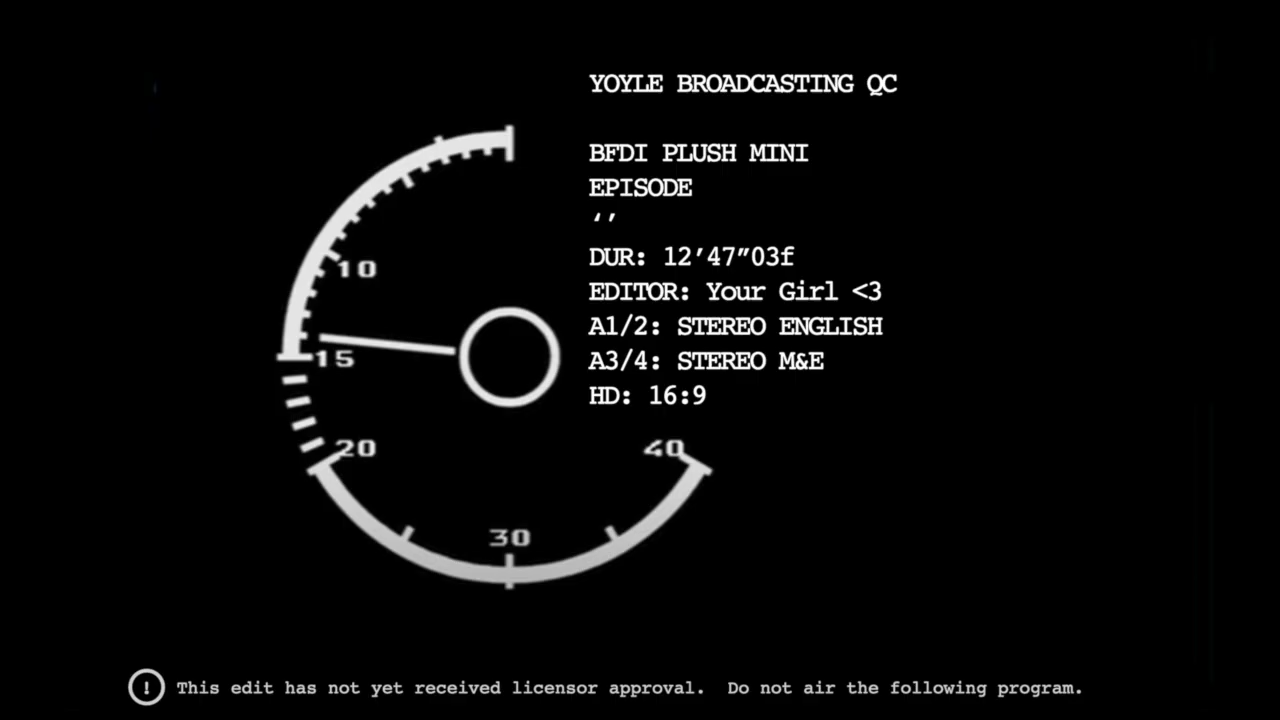 YOYLE BROADCASTING QC
BFDI PLUSH MINI
EPISODE
‘’
DUR: 12’47”03f
EDITOR: Your Girl <3
A1/2: STEREO ENGLISH
A3/4: STEREO M&E
HD: 16:9
10
15
20
40
30
! This edit has not yet received licensor approval.  Do not air the following program.